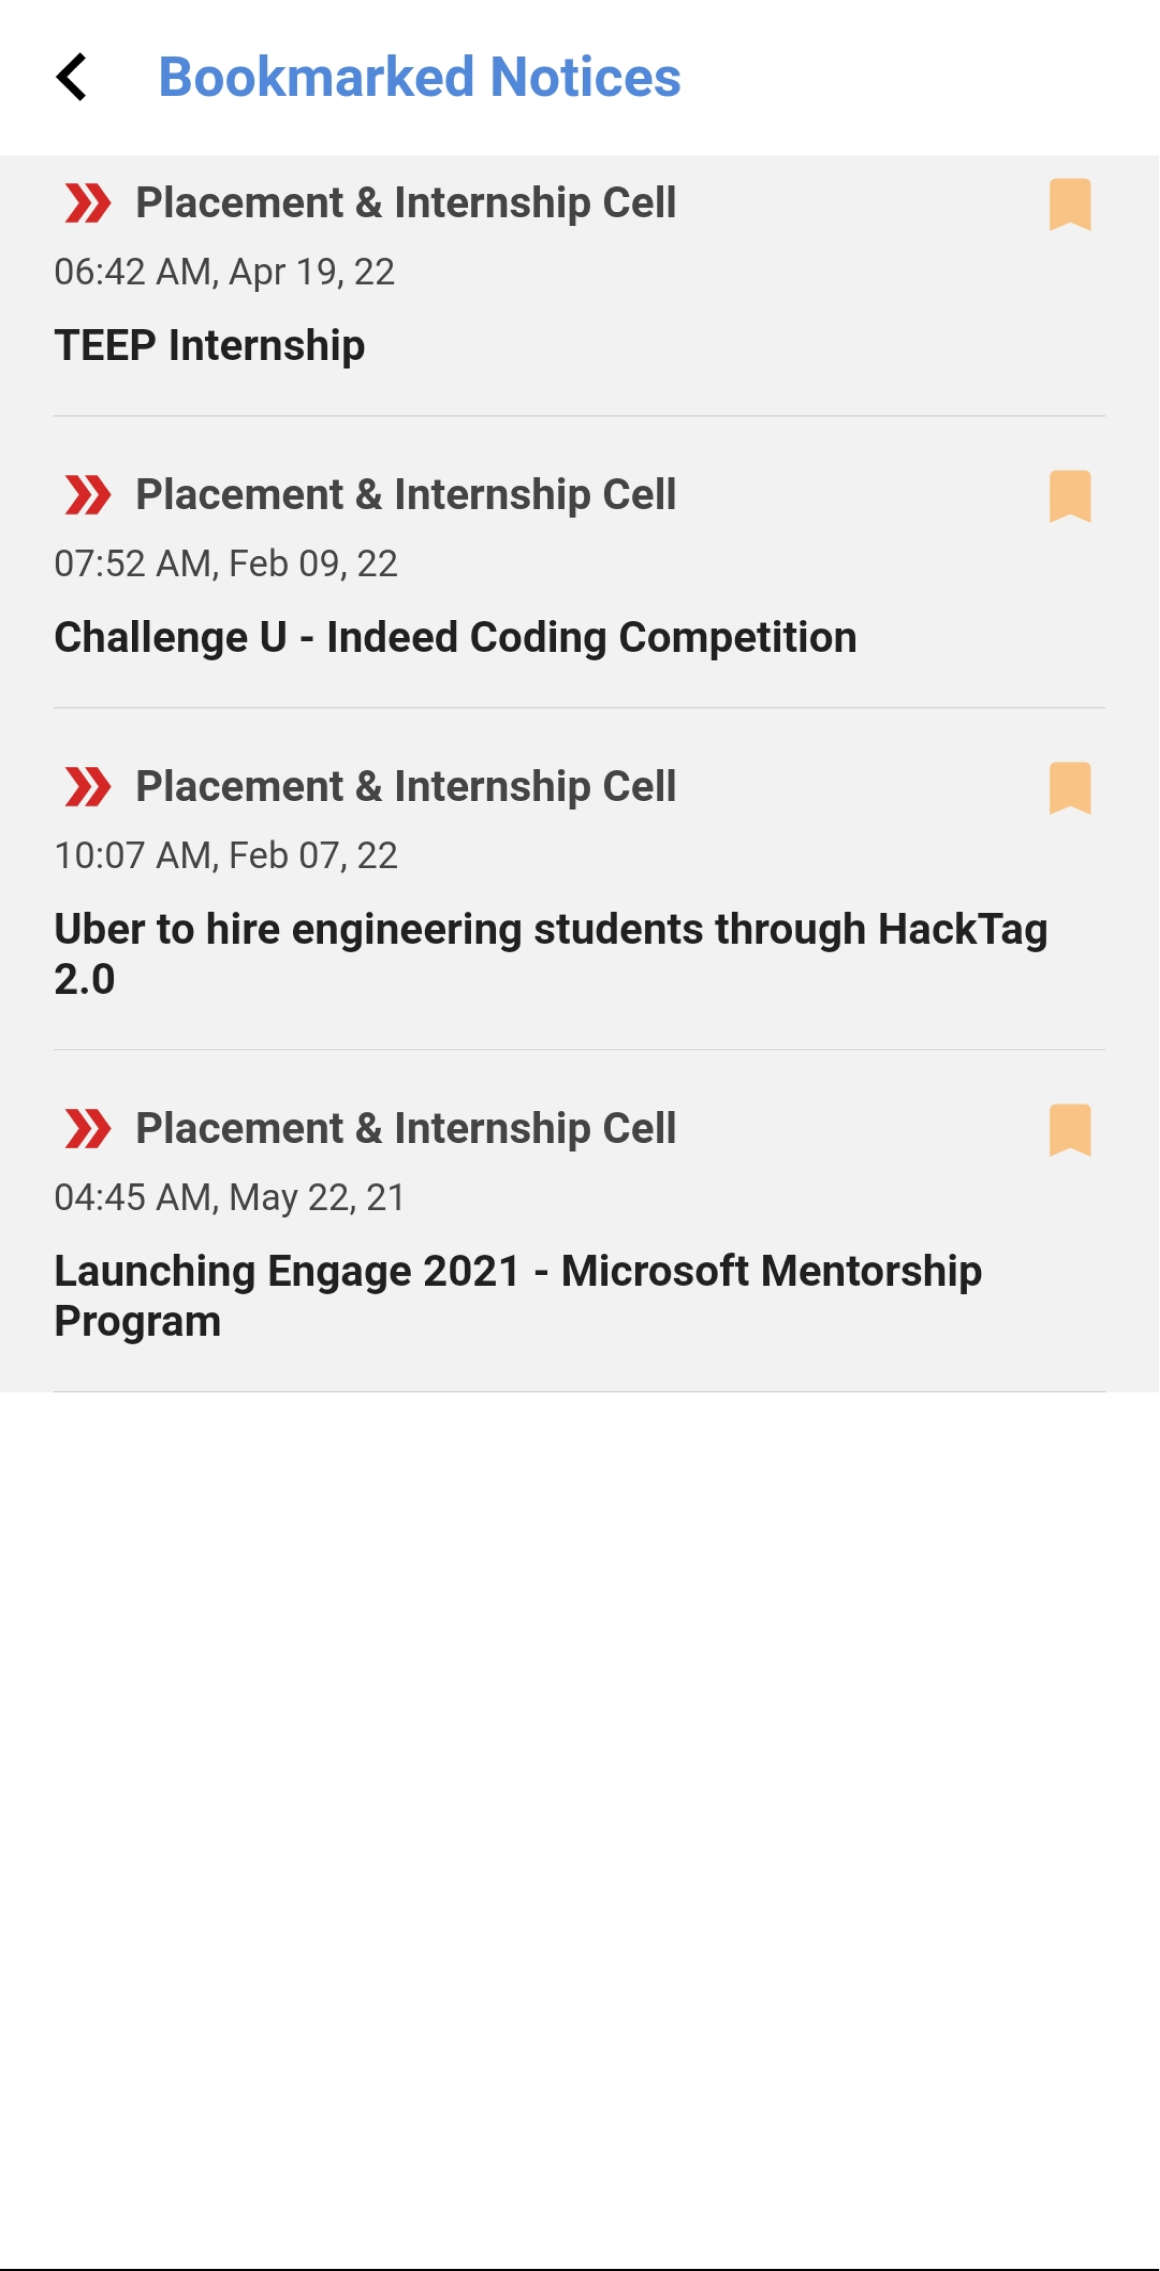 Bookmarked Notices
Placement & Internship Cell
06:42 AM, Apr 19, 22
TEEP Internship
Placement & Internship Cell
07:52 AM, Feb 09, 22
Challenge U - Indeed Coding Competition
Placement & Internship Cell
10:07 AM, Feb 07, 22
Uber to hire engineering students through HackTag
2.0
Placement & Internship Cell
04:45 AM, May 22, 21
Launching Engage 2021 - Microsoft Mentorship
Program